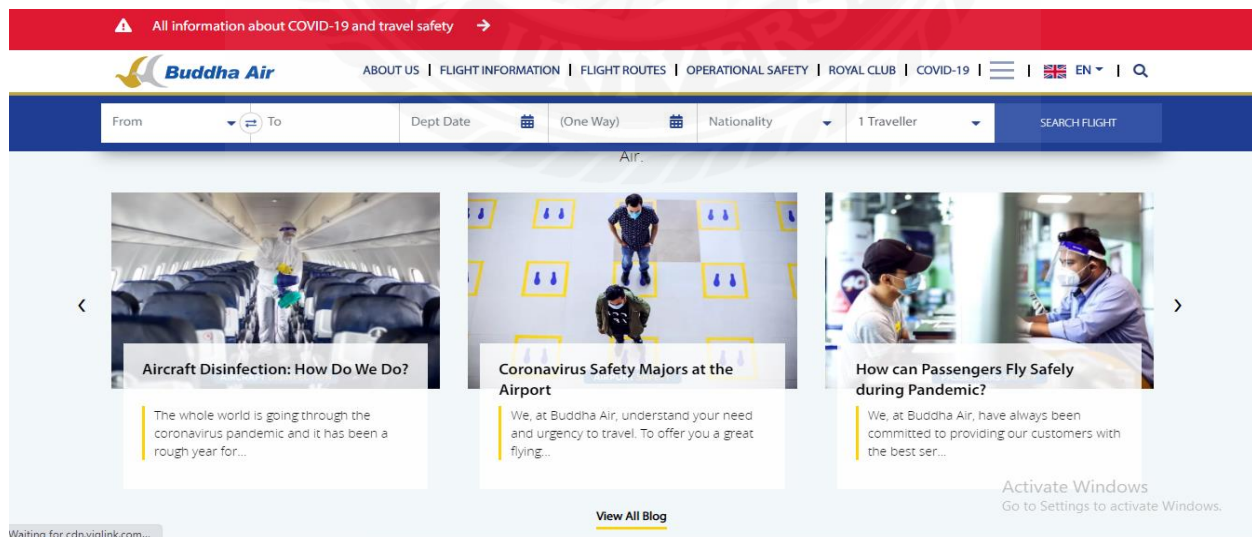 All information about COVID-19 and travel safety
Buddha Air
ABOUT US | FLIGHT INFORMATION | FLIGHT ROUTES | OPERATIONAL SAFETY | ROYAL CLUB | COVID-19 | | EN |
From To Dept Date (One Way) Nationality 1 Traveller SEARCH FLIGHT
Air.
Aircraft Disinfection: How Do We Do?
The whole world is going through the
coronavirus pandemic and it has been a
rough year for...
Coronavirus Safety Majors at the
Airport
We, at Buddha Air, understand your need
and urgency to travel. To offer you a great
flying...
How can Passengers Fly Safely
during Pandemic?
We, at Buddha Air, have always been
committed to providing our customers with
the best ser...
View All Blog
Activate Windows
Go to Settings to activate Windows.
Waiting for cdn.viglink.com...
UNIVERS
4G